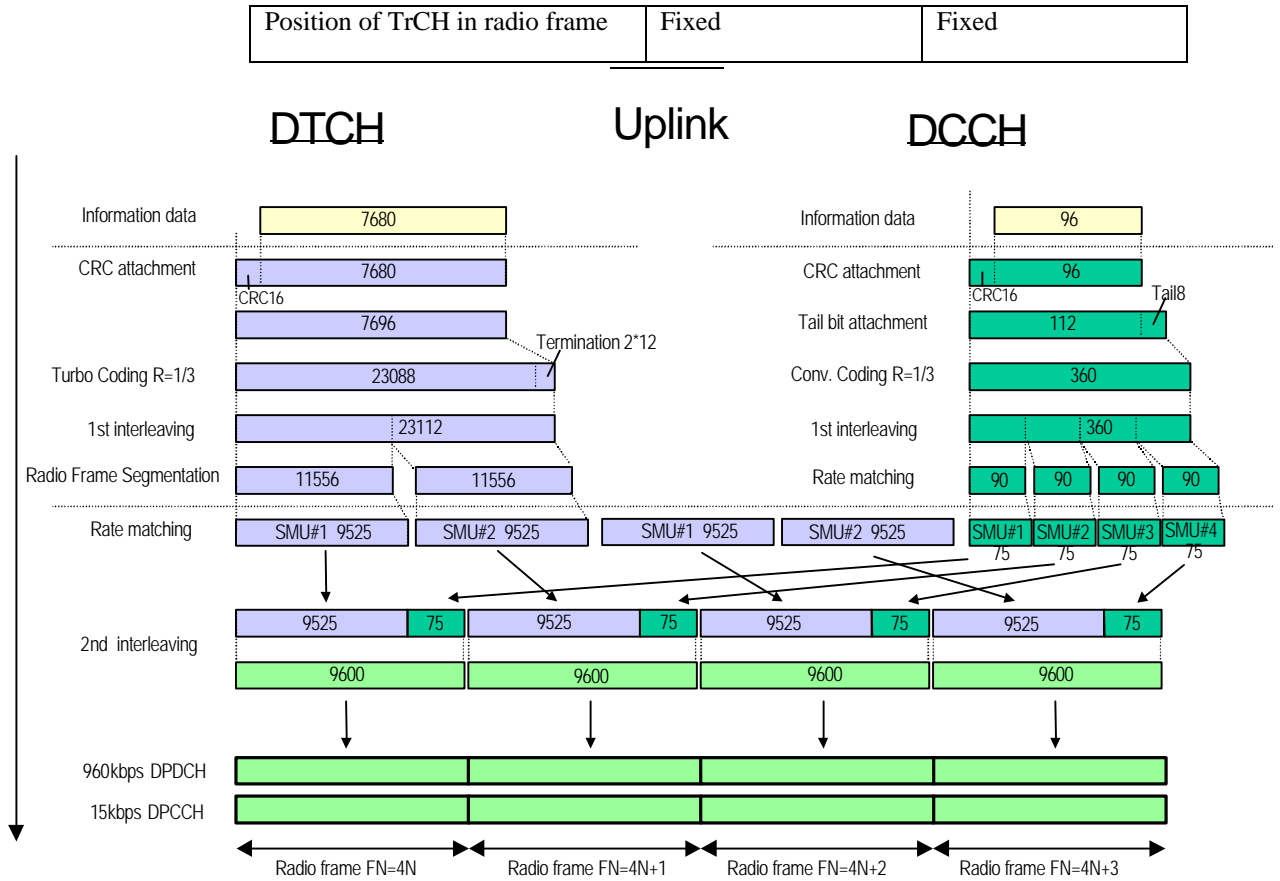 Position of TrCH in radio frame Fixed Fixed
DTCH Uplink DCCH
Information data 7680 Information data 96
CRC attachment 7680 CRC attachment 96
CRC16 CRC16 Tail8
7696 Tail bit attachment 112
Termination 2*12
Turbo Coding R=1/3 23088 Conv. Coding R=1/3 360
1st interleaving 23112 1st interleaving 360
Radio Frame Segmentation 11556 11556 Rate matching 90 90 90 90
Rate matching SMU#1 9525 SMU#2 9525 SMU#1 9525 SMU#2 9525 SMU#1 SMU#2 SMU#3 SMU#4
75 75 75 75
9525 75 9525 75 9525 75 9525 75
2nd interleaving
9600 9600 9600 9600
960kbps DPDCH
15kbps DPCCH
Radio frame FN=4N Radio frame FN=4N+1 Radio frame FN=4N+2 Radio frame FN=4N+3